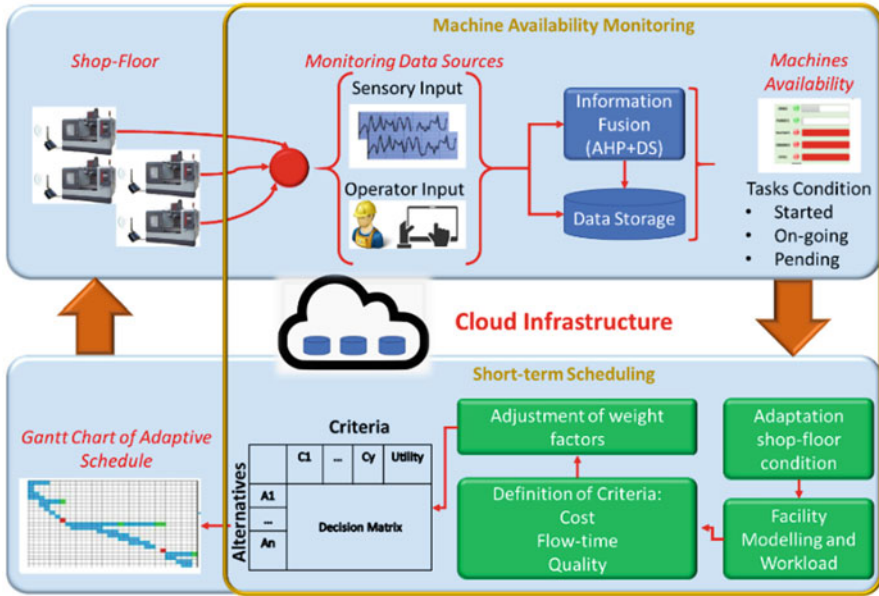 Machine Availability Monitoring
Shop-Floor
Monitoring Data Sources
Sensory Input
Operator Input
Information
Fusion
(AHP+DS)
Data Storage
Machines
Availability
Tasks Condition
• Started
• On-going
• Pending
Cloud Infrastructure
Short-term Scheduling
Gantt Chart of Adaptive
Schedule
Criteria
Alternatives
C1 ... Cy Utility
A1
...
An
Decision Matrix
Adjustment of weight
factors
Definition of Criteria:
Cost
Flow-time
Quality
Adaptation
shop-floor
condition
Facility
Modelling and
Workload